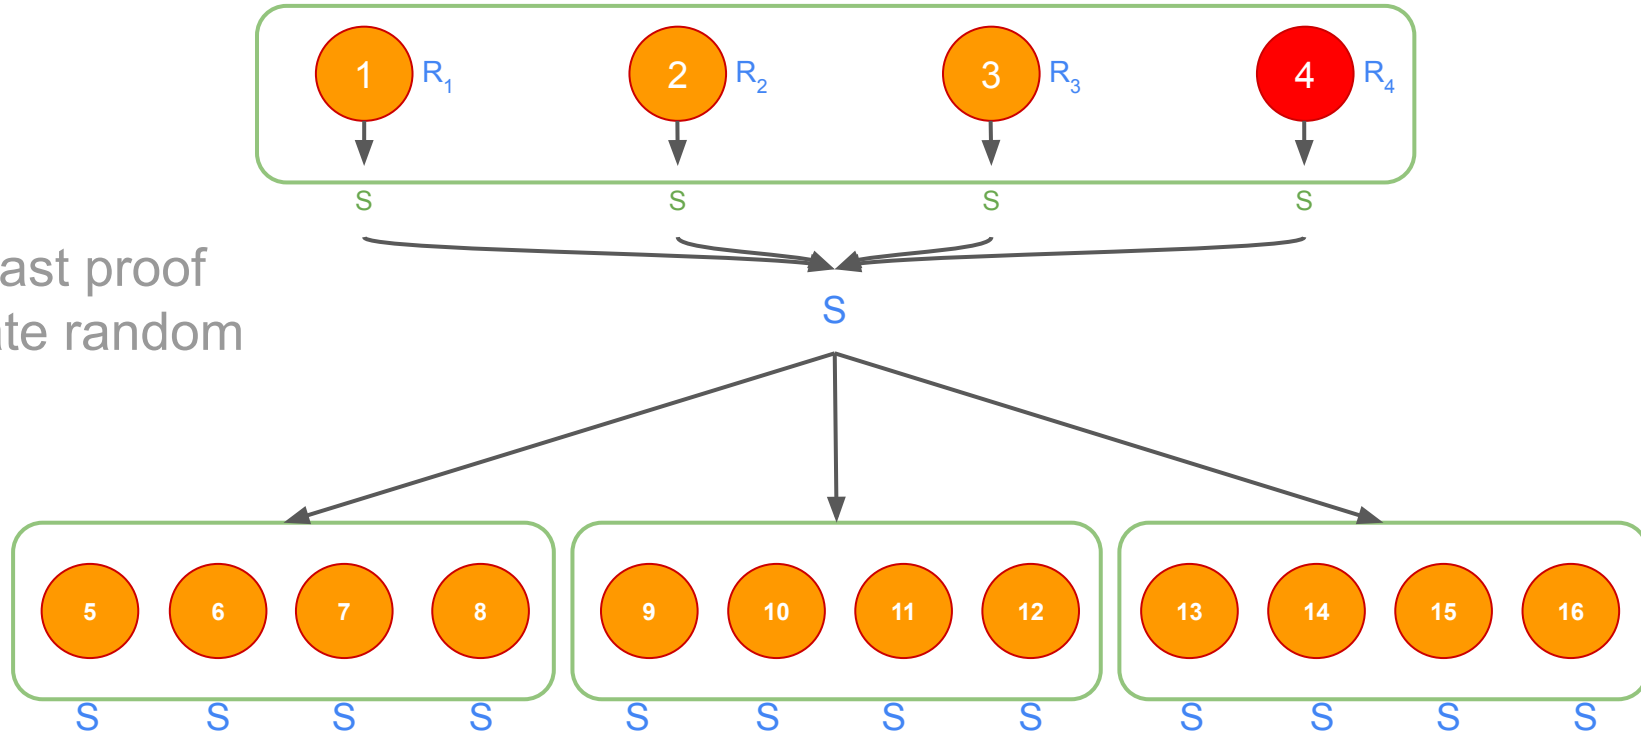 1 R1 2 R2 3 R3 4 R4
S S S S
ast proof
S
te random
5 6 7 8 9 10 11 12 13 14 15 16
S S S S S S S S S S S S